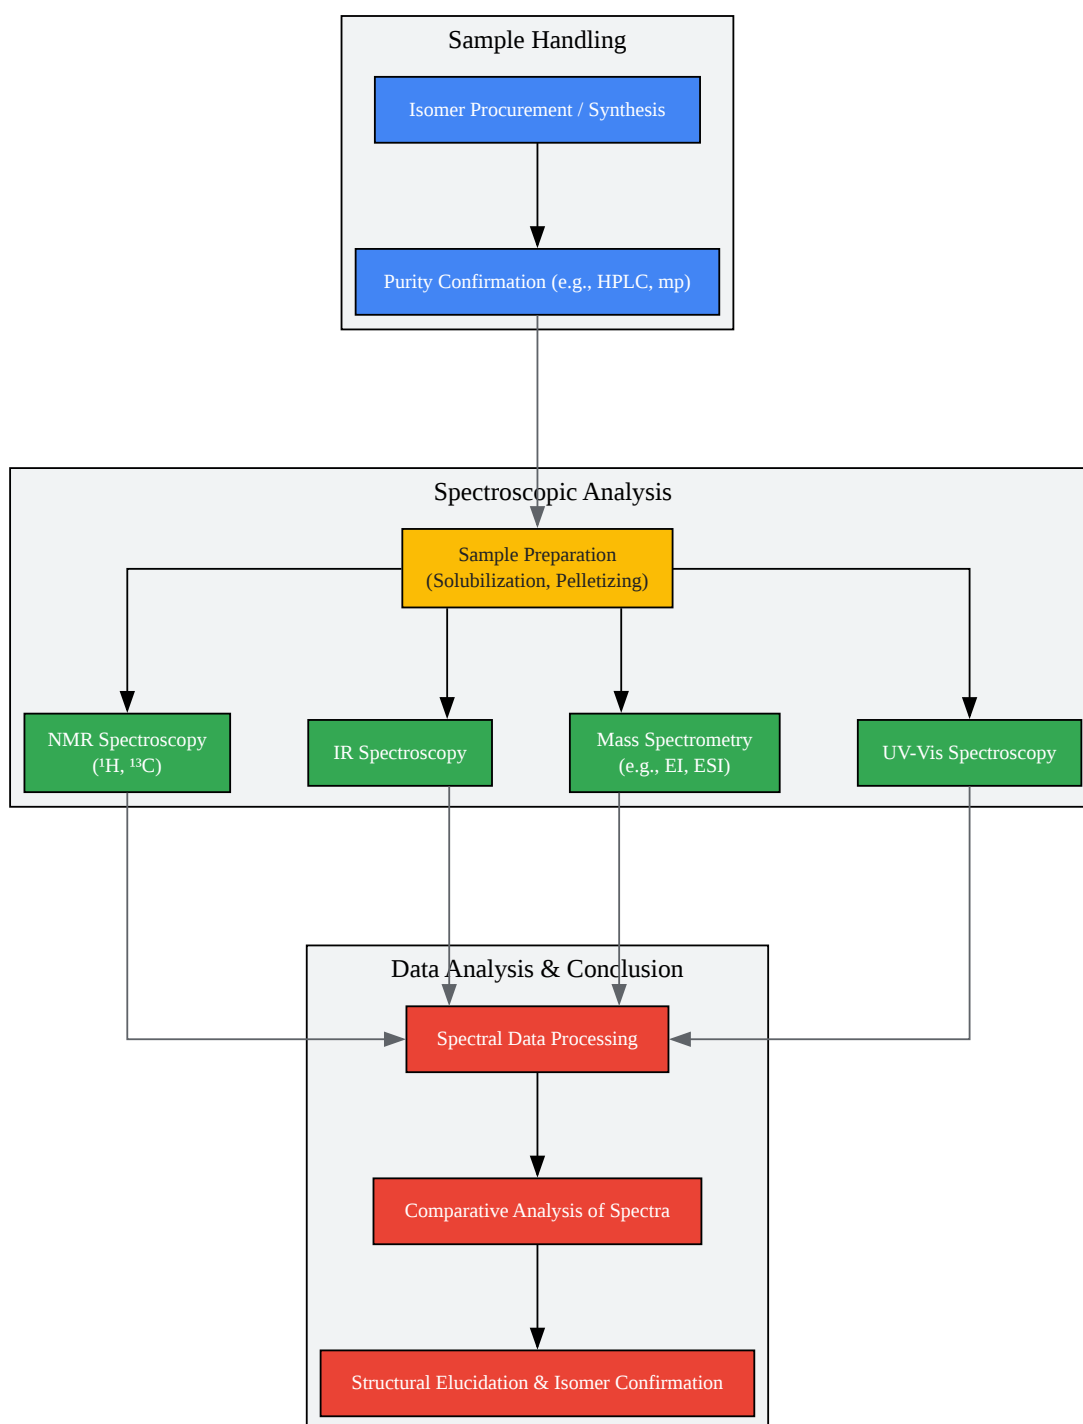 Sample Handling
Isomer Procurement / Synthesis
Purity Confirmation (e.g., HPLC, mp)
Spectroscopic Analysis
Sample Preparation
(Solubilization, Pelletizing)
NMR Spectroscopy
(¹H, ¹³C)
IR Spectroscopy
Mass Spectrometry
(e.g., EI, ESI)
UV-Vis Spectroscopy
Data Analysis & Conclusion
Spectral Data Processing
Comparative Analysis of Spectra
Structural Elucidation & Isomer Confirmation